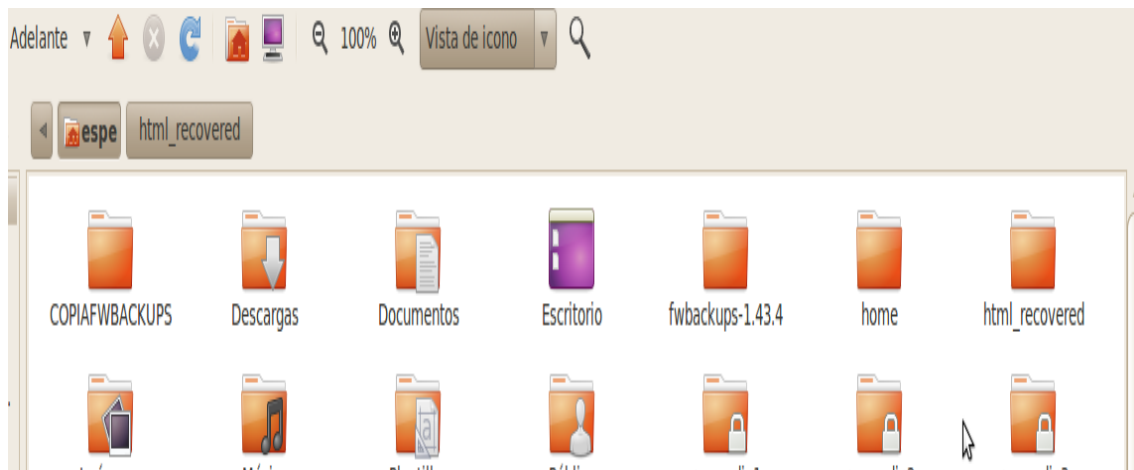 Adelante 100% Vista de icono
espe html_recovered
COPIAFWBACKUPS Descargas Documentos Escritorio fwbackups-1.43.4 home html_recovered